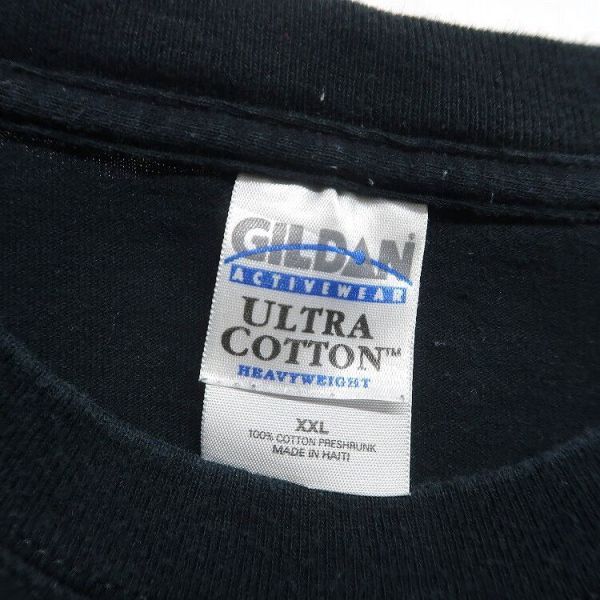 GILDAN
ACTIVEWEAR
ULTRA
COTTON™
HEAVYWEIGHT
XXL
100% COTTON PRESHRUNK
MADE IN HAITI